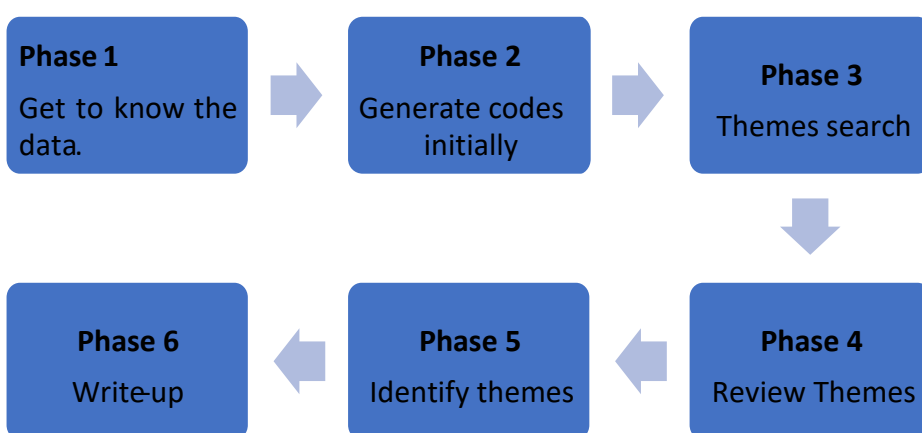 Phase 1
Get to know the
data.
Phase 2
Generate codes
initially
Phase 3
Themes search
Phase 4
Review Themes
Phase 5
Identify themes
Phase 6
Write-up